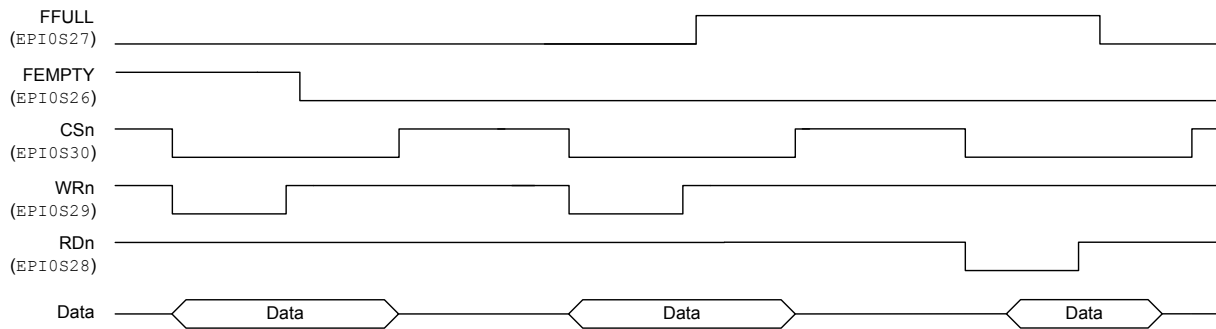 FFULL
(EPI0S27)
FEMPTY
(EPI0S26)
CSn
(EPI0S30)
WRn
(EPI0S29)
RDn
(EPI0S28)
Data Data Data Data